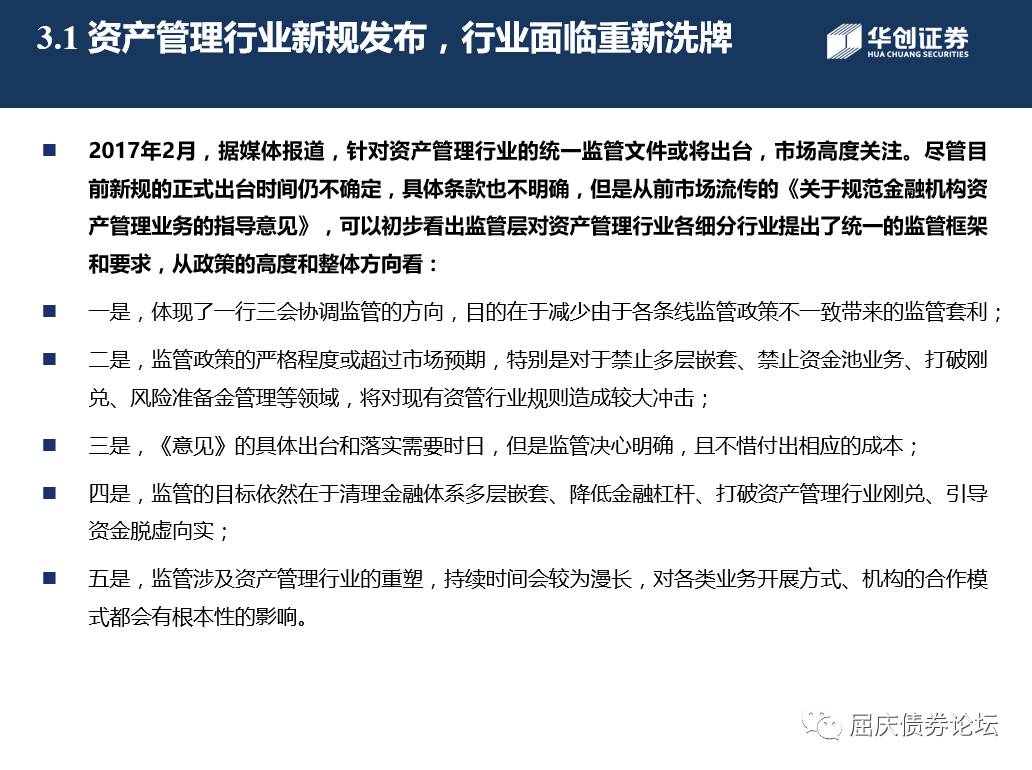 3.1 资产管理行业新规发布，行业面临重新洗牌
华创证券
HUA CHUANG SECURITIES
2017年2月，据媒体报道，针对资产管理行业的统一监管文件或将出台，市场高度关注。尽管目
前新规的正式出台时间仍不确定，具体条款也不明确，但是从前市场流传的《关于规范金融机构资
产管理业务的指导意见》，可以初步看出监管层对资产管理行业各细分行业提出了统一的监管框架
和要求，从政策的高度和整体方向看：
一是，体现了一行三会协调监管的方向，目的在于减少由于各条线监管政策不一致带来的监管套利；
二是，监管政策的严格程度或超过市场预期，特别是对于禁止多层嵌套、禁止资金池业务、打破刚
兑、风险准备金管理等领域，将对现有资管行业规则造成较大冲击；
三是，《意见》的具体出台和落实需要时日，但是监管决心明确，且不惜付出相应的成本；
四是，监管的目标依然在于清理金融体系多层嵌套、降低金融杠杆、打破资产管理行业刚兑、引导
资金脱虚向实；
五是，监管涉及资产管理行业的重塑，持续时间会较为漫长，对各类业务开展方式、机构的合作模
式都会有根本性的影响。
屈庆债券论坛